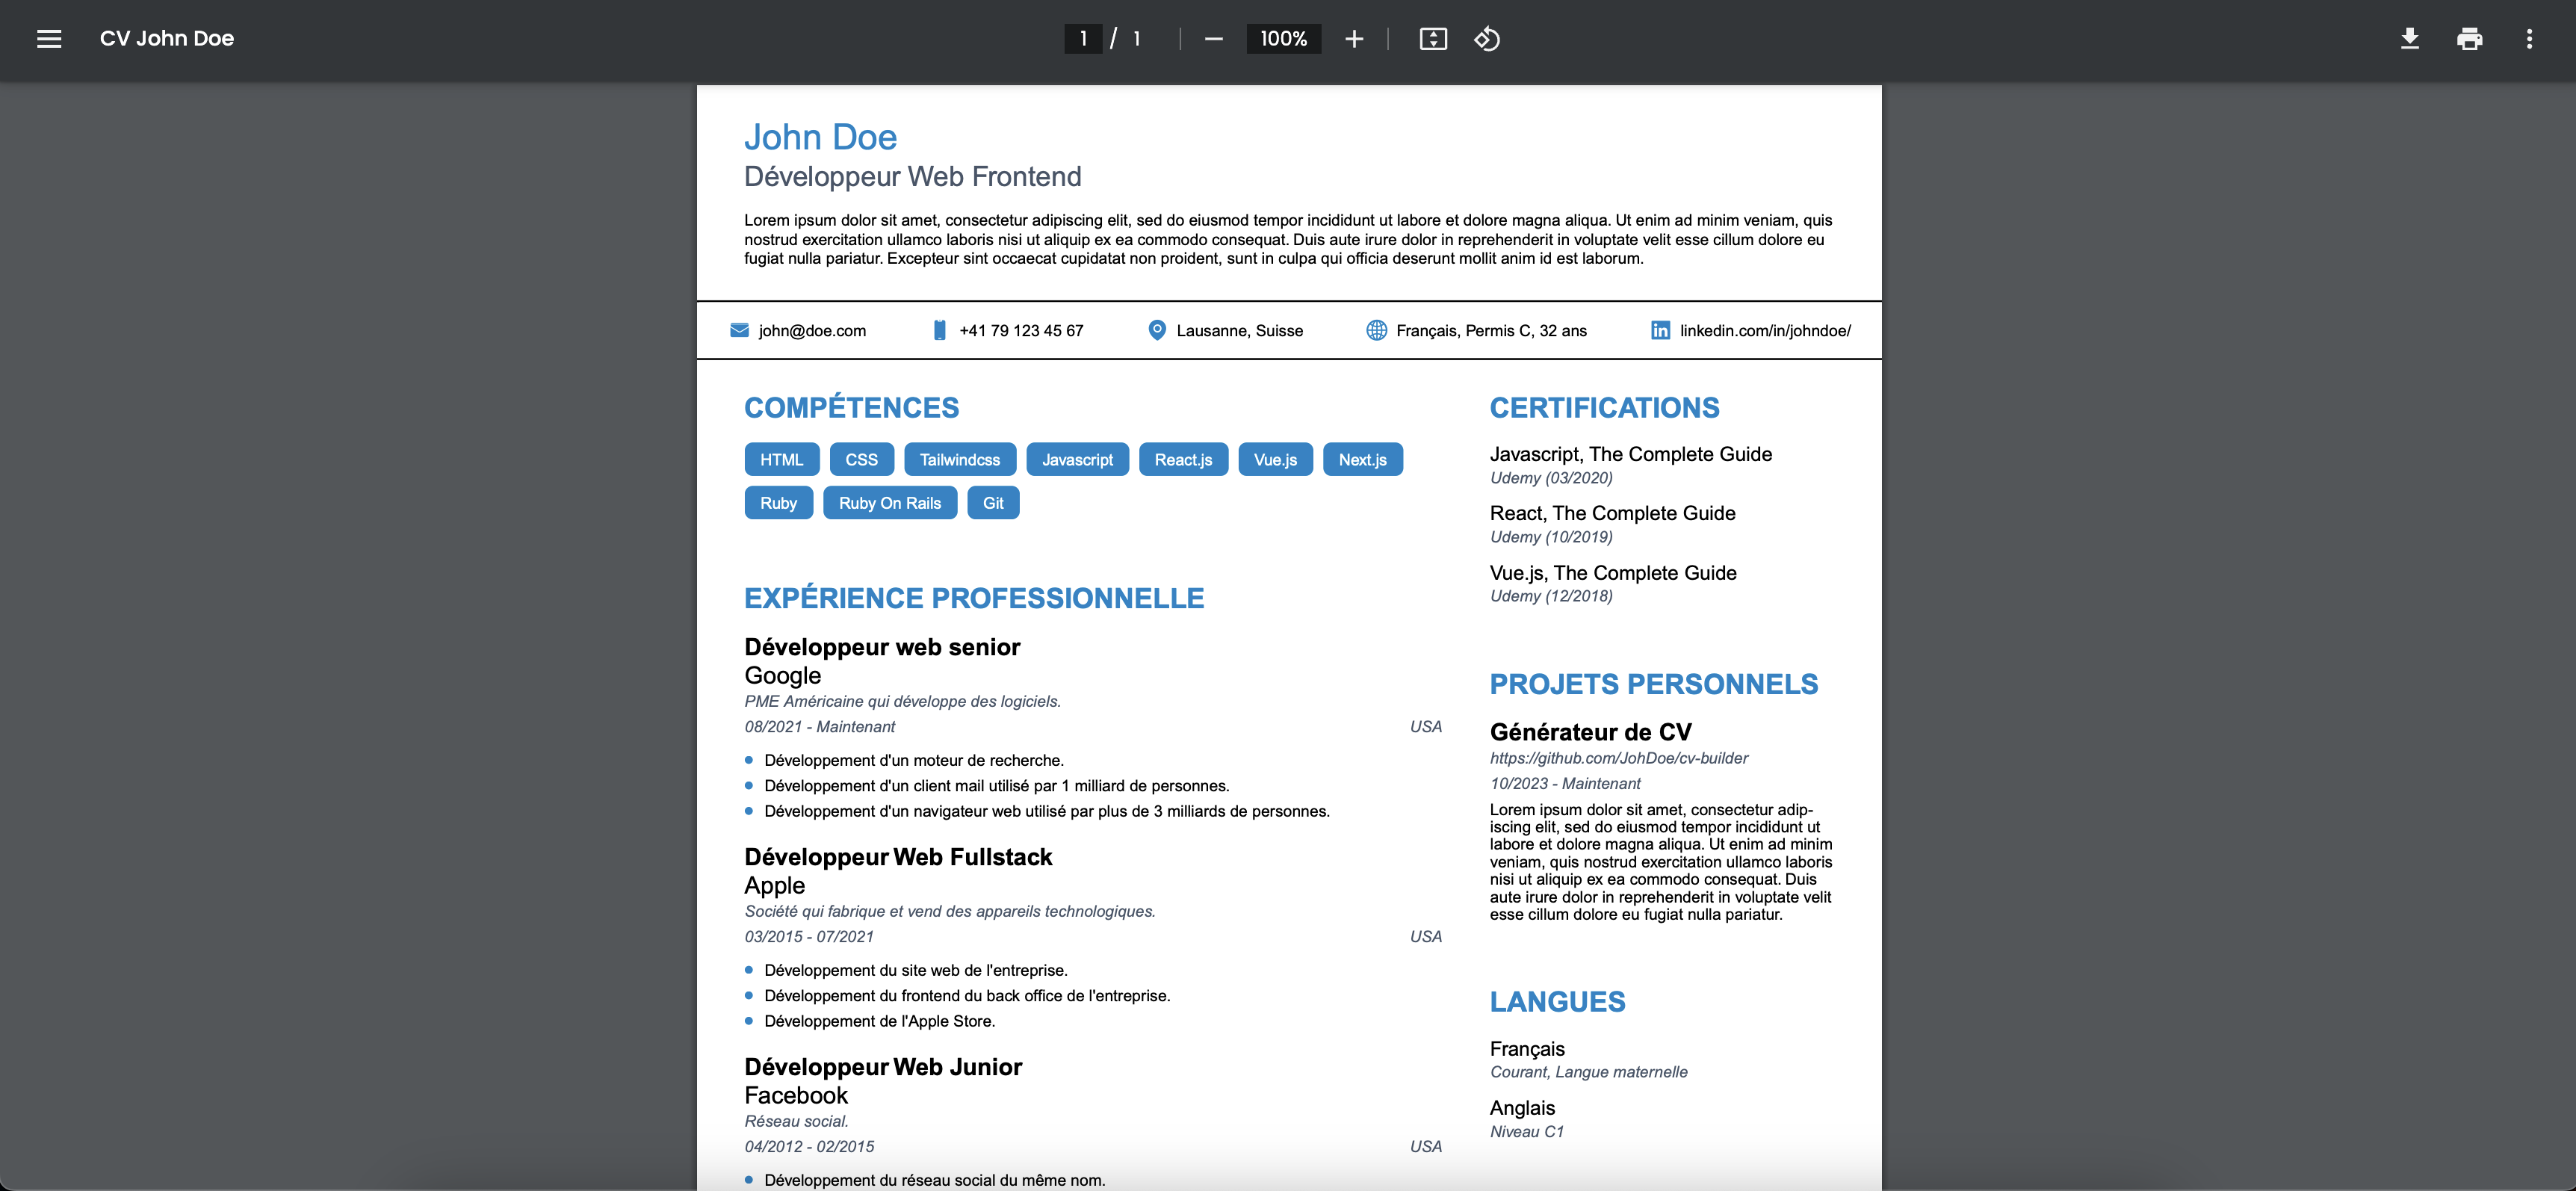 CV John Doe
1 / 1
100%
John Doe
Développeur Web Frontend
Lorem ipsum dolor sit amet, consectetur adipiscing elit, sed do eiusmod tempor incididunt ut labore et dolore magna aliqua. Ut enim ad minim veniam, quis
nostrud exercitation ullamco laboris nisi ut aliquip ex ea commodo consequat. Duis aute irure dolor in reprehenderit in voluptate velit esse cillum dolore eu
fugiat nulla pariatur. Excepteur sint occaecat cupidatat non proident, sunt in culpa qui officia deserunt mollit anim id est laborum.
john@doe.com
+41 79 123 45 67
Lausanne, Suisse
Français, Permis C, 32 ans
in linkedin.com/in/johndoe/
COMPÉTENCES
HTML CSS Tailwindcss Javascript React.js Vue.js Next.js
Ruby Ruby On Rails Git
EXPÉRIENCE PROFESSIONNELLE
Développeur web senior
Google
PME Américaine qui développe des logiciels.
08/2021 - Maintenant USA
Développement d'un moteur de recherche.
Développement d'un client mail utilisé par 1 milliard de personnes.
Développement d'un navigateur web utilisé par plus de 3 milliards de personnes.
Développeur Web Fullstack
Apple
Société qui fabrique et vend des appareils technologiques.
03/2015 - 07/2021 USA
Développement du site web de l'entreprise.
Développement du frontend du back office de l'entreprise.
Développement de l'Apple Store.
Développeur Web Junior
Facebook
Réseau social.
04/2012 - 02/2015 USA
Développement du réseau social du même nom.
CERTIFICATIONS
Javascript, The Complete Guide
Udemy (03/2020)
React, The Complete Guide
Udemy (10/2019)
Vue.js, The Complete Guide
Udemy (12/2018)
PROJETS PERSONNELS
Générateur de CV
https://github.com/JohDoe/cv-builder
10/2023 - Maintenant
Lorem ipsum dolor sit amet, consectetur adip-
iscing elit, sed do eiusmod tempor incididunt ut
labore et dolore magna aliqua. Ut enim ad minim
veniam, quis nostrud exercitation ullamco laboris
nisi ut aliquip ex ea commodo consequat. Duis
aute irure dolor in reprehenderit in voluptate velit
esse cillum dolore eu fugiat nulla pariatur.
LANGUES
Français
Courant, Langue maternelle
Anglais
Niveau C1